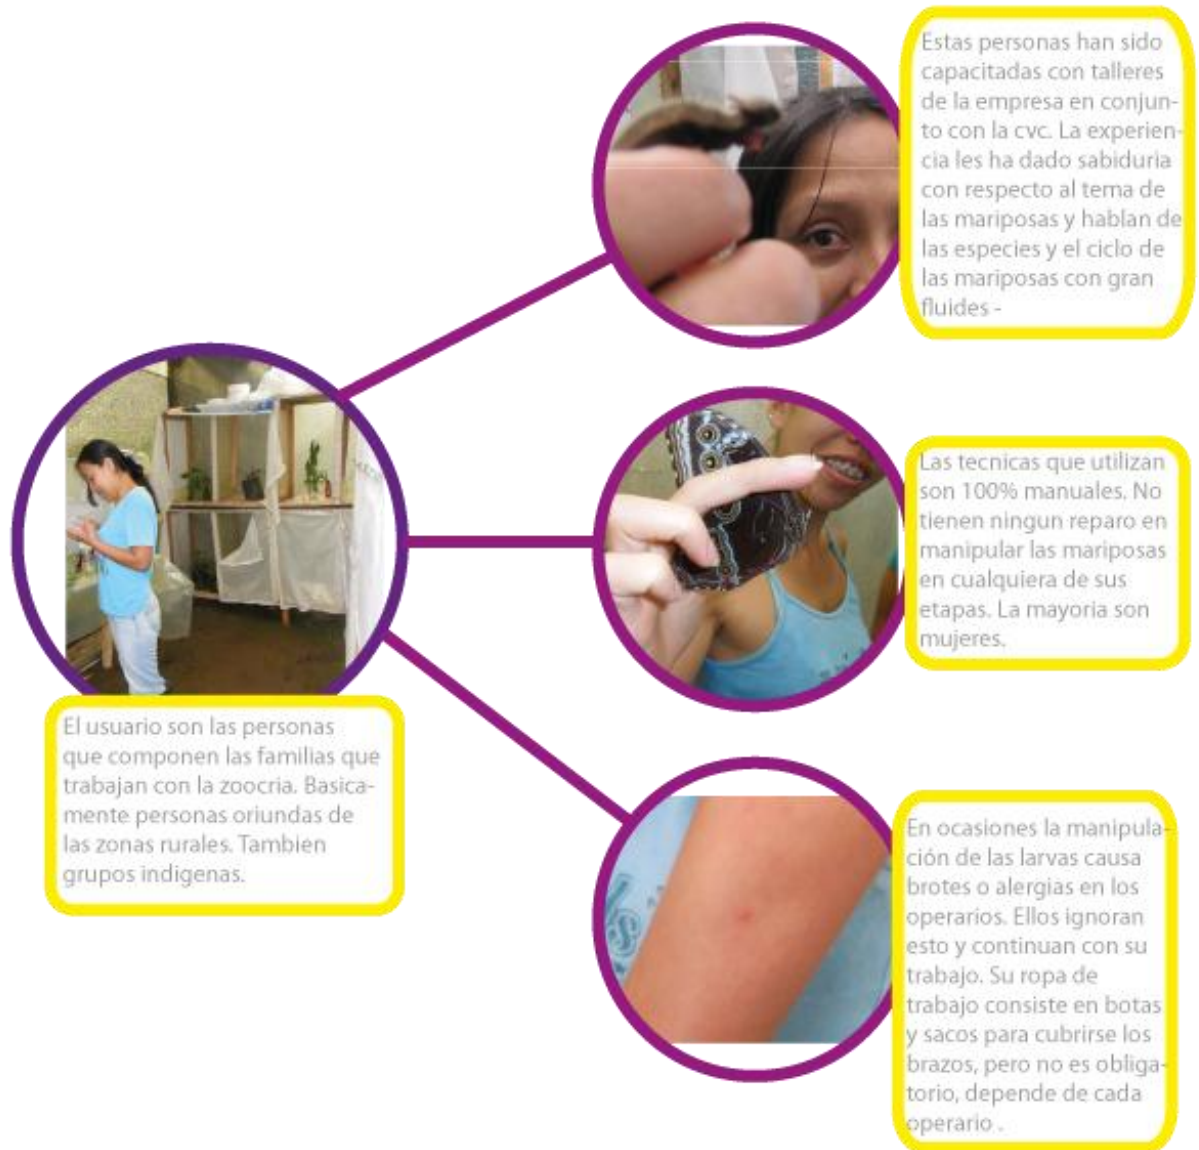 Estas personas han sido
capacitadas con talleres
de la empresa en conjun-
to con la cvc. La experien-
cia les ha dado sabiduria
con respecto al tema de
las mariposas y hablan de
las especies y el ciclo de
las mariposas con gran
fluides -
Las tecnicas que utilizan
son 100% manuales. No
tienen ningun reparo en
manipular las mariposas
en cualquiera de sus
etapas. La mayoria son
mujeres.
El usuario son las personas
que componen las familias que
trabajan con la zoocria. Basica-
mente personas oriundas de
las zonas rurales. Tambien
grupos indigenas.
En ocasiones la manipula-
ción de las larvas causa
brotes o alergias en los
operarios. Ellos ignoran
esto y continuan con su
trabajo. Su ropa de
trabajo consiste en botas
y sacos para cubrirse los
brazos, pero no es obliga-
torio, depende de cada
operario .